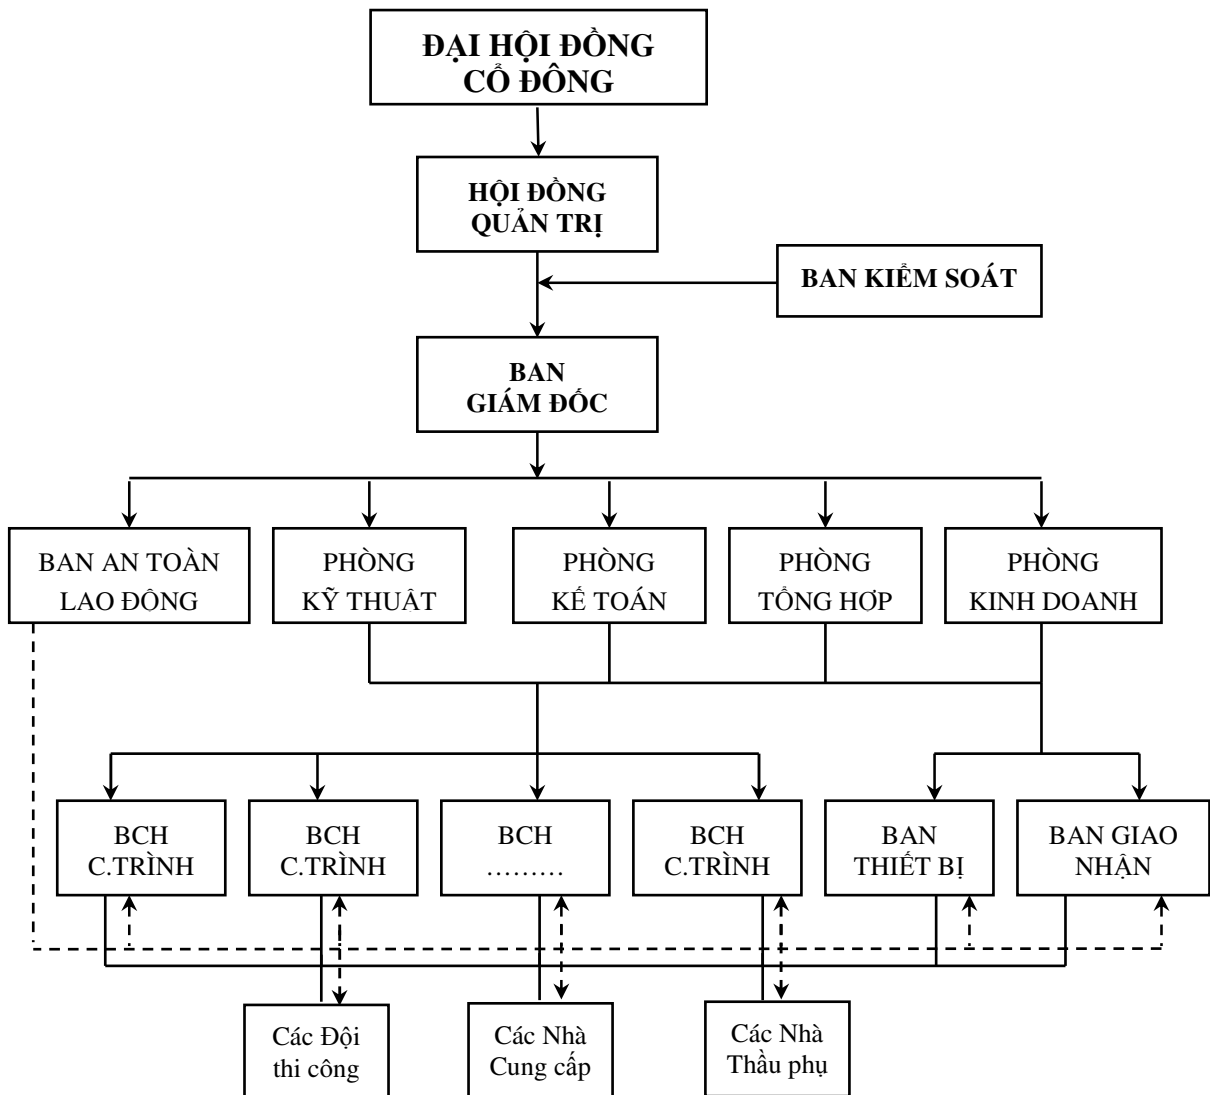 ĐẠI HỘI ĐỒNG
CỔ ĐÔNG
HỘI ĐỒNG
QUẢN TRỊ
BAN KIỂM SOÁT
BAN
GIÁM ĐỐC
BAN AN TOÀN
LAO ĐÔNG
PHÒNG
KỸ THUÂT
PHÒNG
KẾ TOÁN
PHÒNG
TỔNG HƠP
PHÒNG
KINH DOANH
BCH
C.TRÌNH
BCH
C.TRÌNH
BCH
………
BCH
C.TRÌNH
BAN
THIẾT BỊ
BAN GIAO
NHẬN
Các Đội
thi công
Các Nhà
Cung cấp
Các Nhà
Thầu phụ